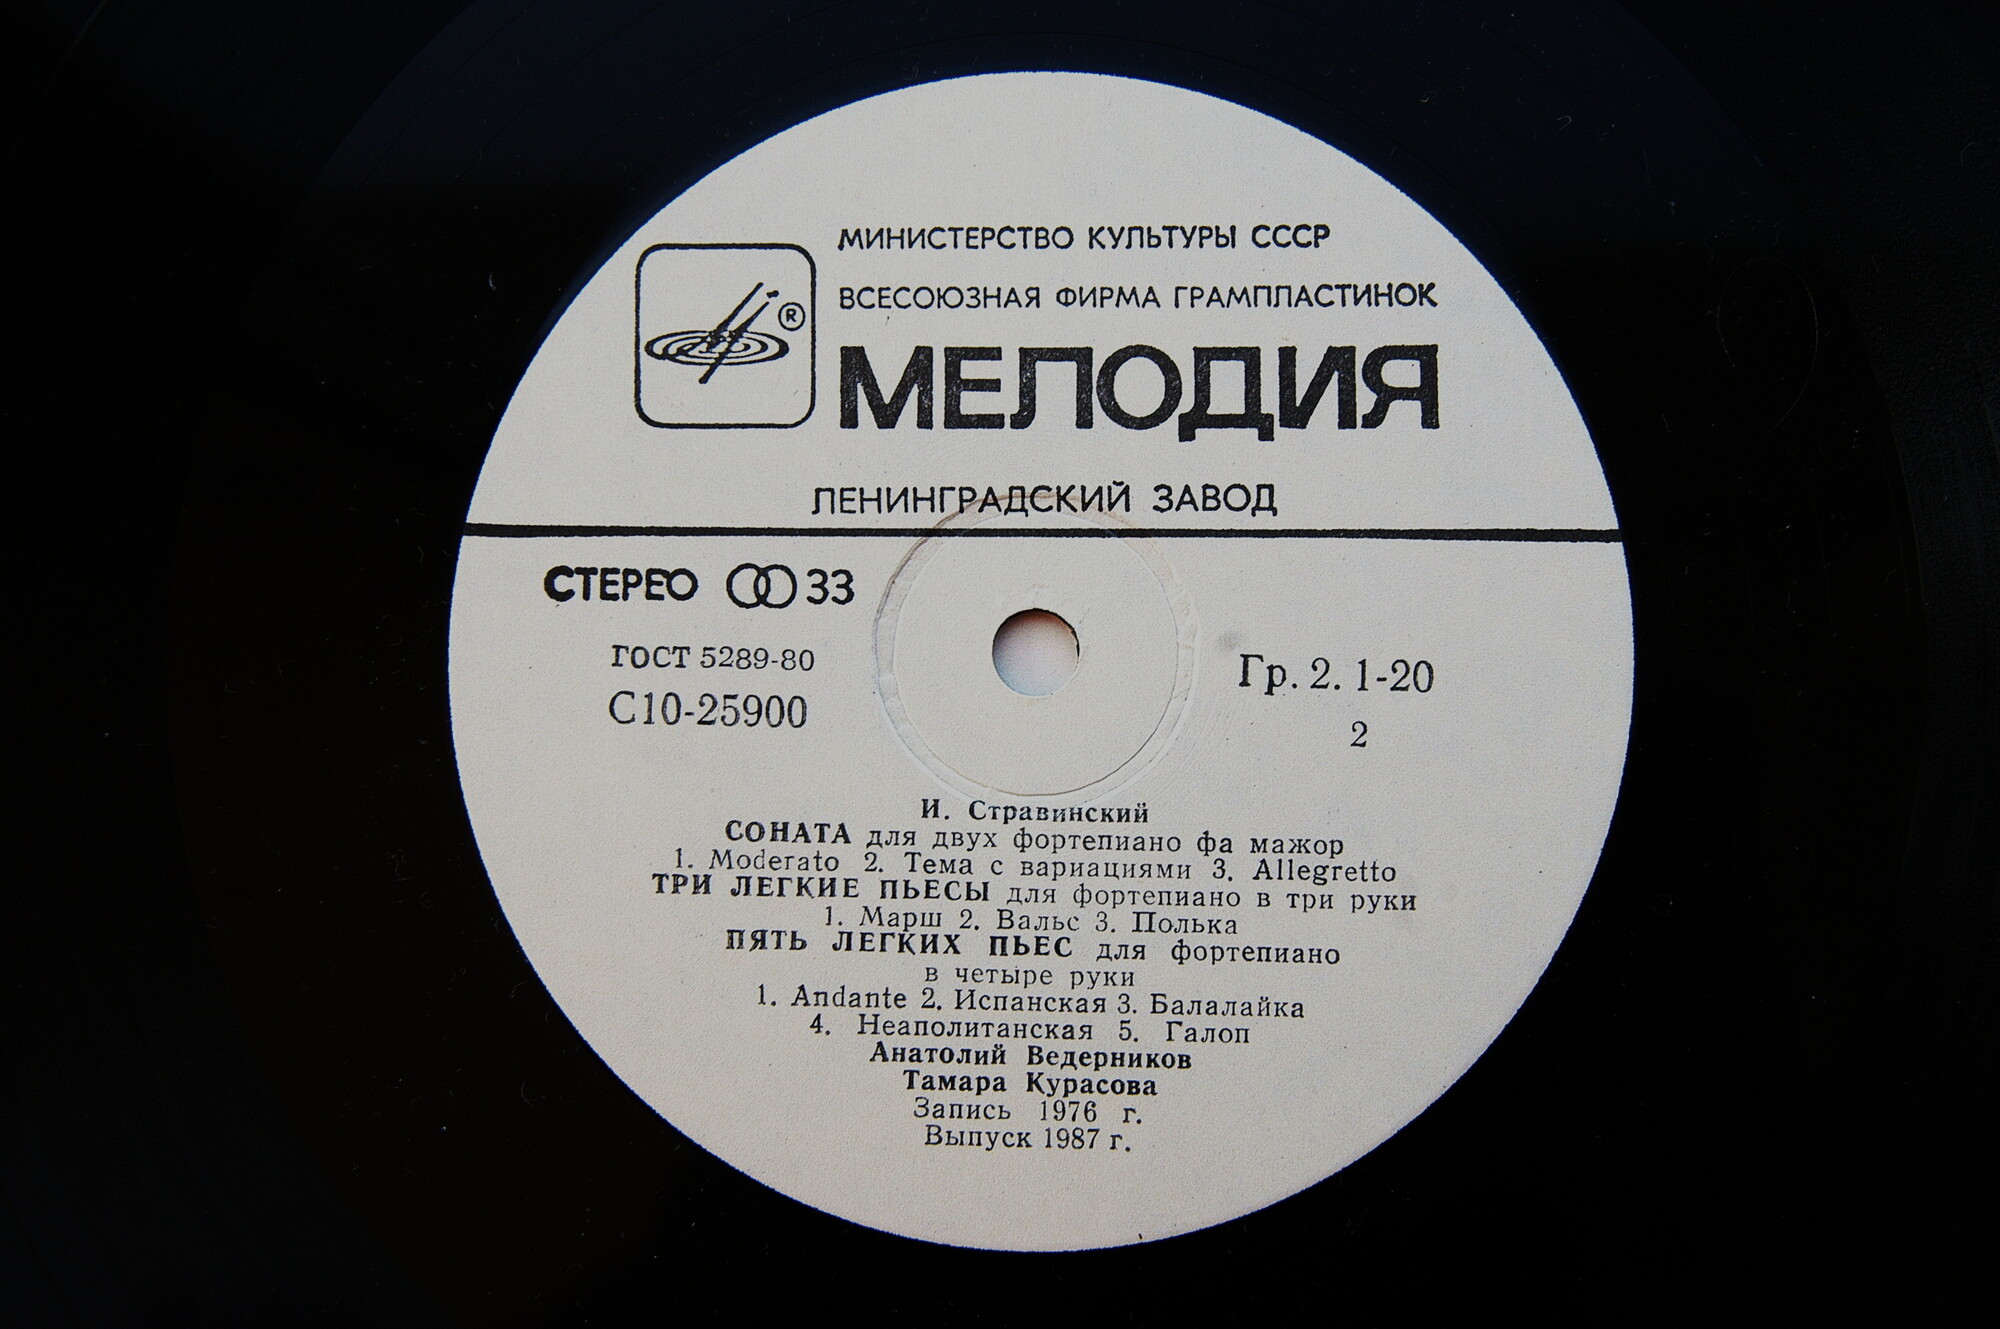 МИНИСТЕРСТВО КУЛЬТУРЫ СССР
ВСЕСОЮЗНАЯ ФИРМА ГРАМПЛАСТИНОК
®
МЕЛОДИЯ
ЛЕНИНГРАДСКИЙ ЗАВОД
СТЕРЕО 33
ГОСТ 5289-80
С10-25900
Гр. 2. 1-20
2
И. Стравинский
СОНАТА для двух фортепиано фа мажор
1. Moderato 2. Тема с вариациями 3. Allegretto
ТРИ ЛЕГКИЕ ПЬЕСЫ для фортепиано в три руки
1. Марш 2. Вальс 3. Полька
ПЯТЬ ЛЕГКИХ ПЬЕС для фортепиано
в четыре руки
1. Andante 2. Испанская 3. Балалайка
4. Неаполитанская 5. Галоп
Анатолий Ведерников
Тамара Курасова
Запись 1976 г.
Выпуск 1987 г.